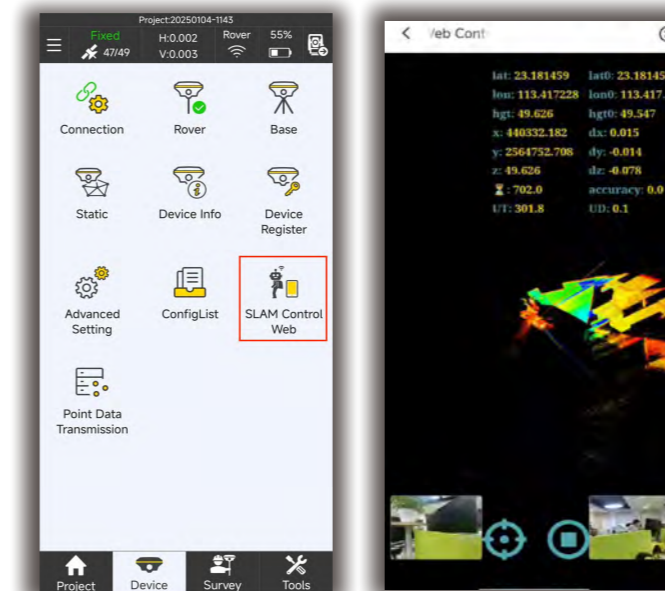 Project:20250104-1143
Fixed
47/49
H:0.002
V:0.003
Rover
55%
Connection
Rover
Base
Static
Device Info
Device
Register
Advanced
Setting
ConfigList
SLAM Control
Web
Point Data
Transmission
Project
Device
Survey
Tools
Web Cont
lat: 23.181459 lat0: 23.18145
lon: 113.417228 lon0: 113.417.
hgt: 49.626 hgt0: 49.547
x: 440332.182 dx: 0.015
y: 2564752.708 dy: -0.014
z: 49.626 dz: -0.078
⌛: 702.0 accuracy: 0.0
UT: 301.8 UD: 0.1